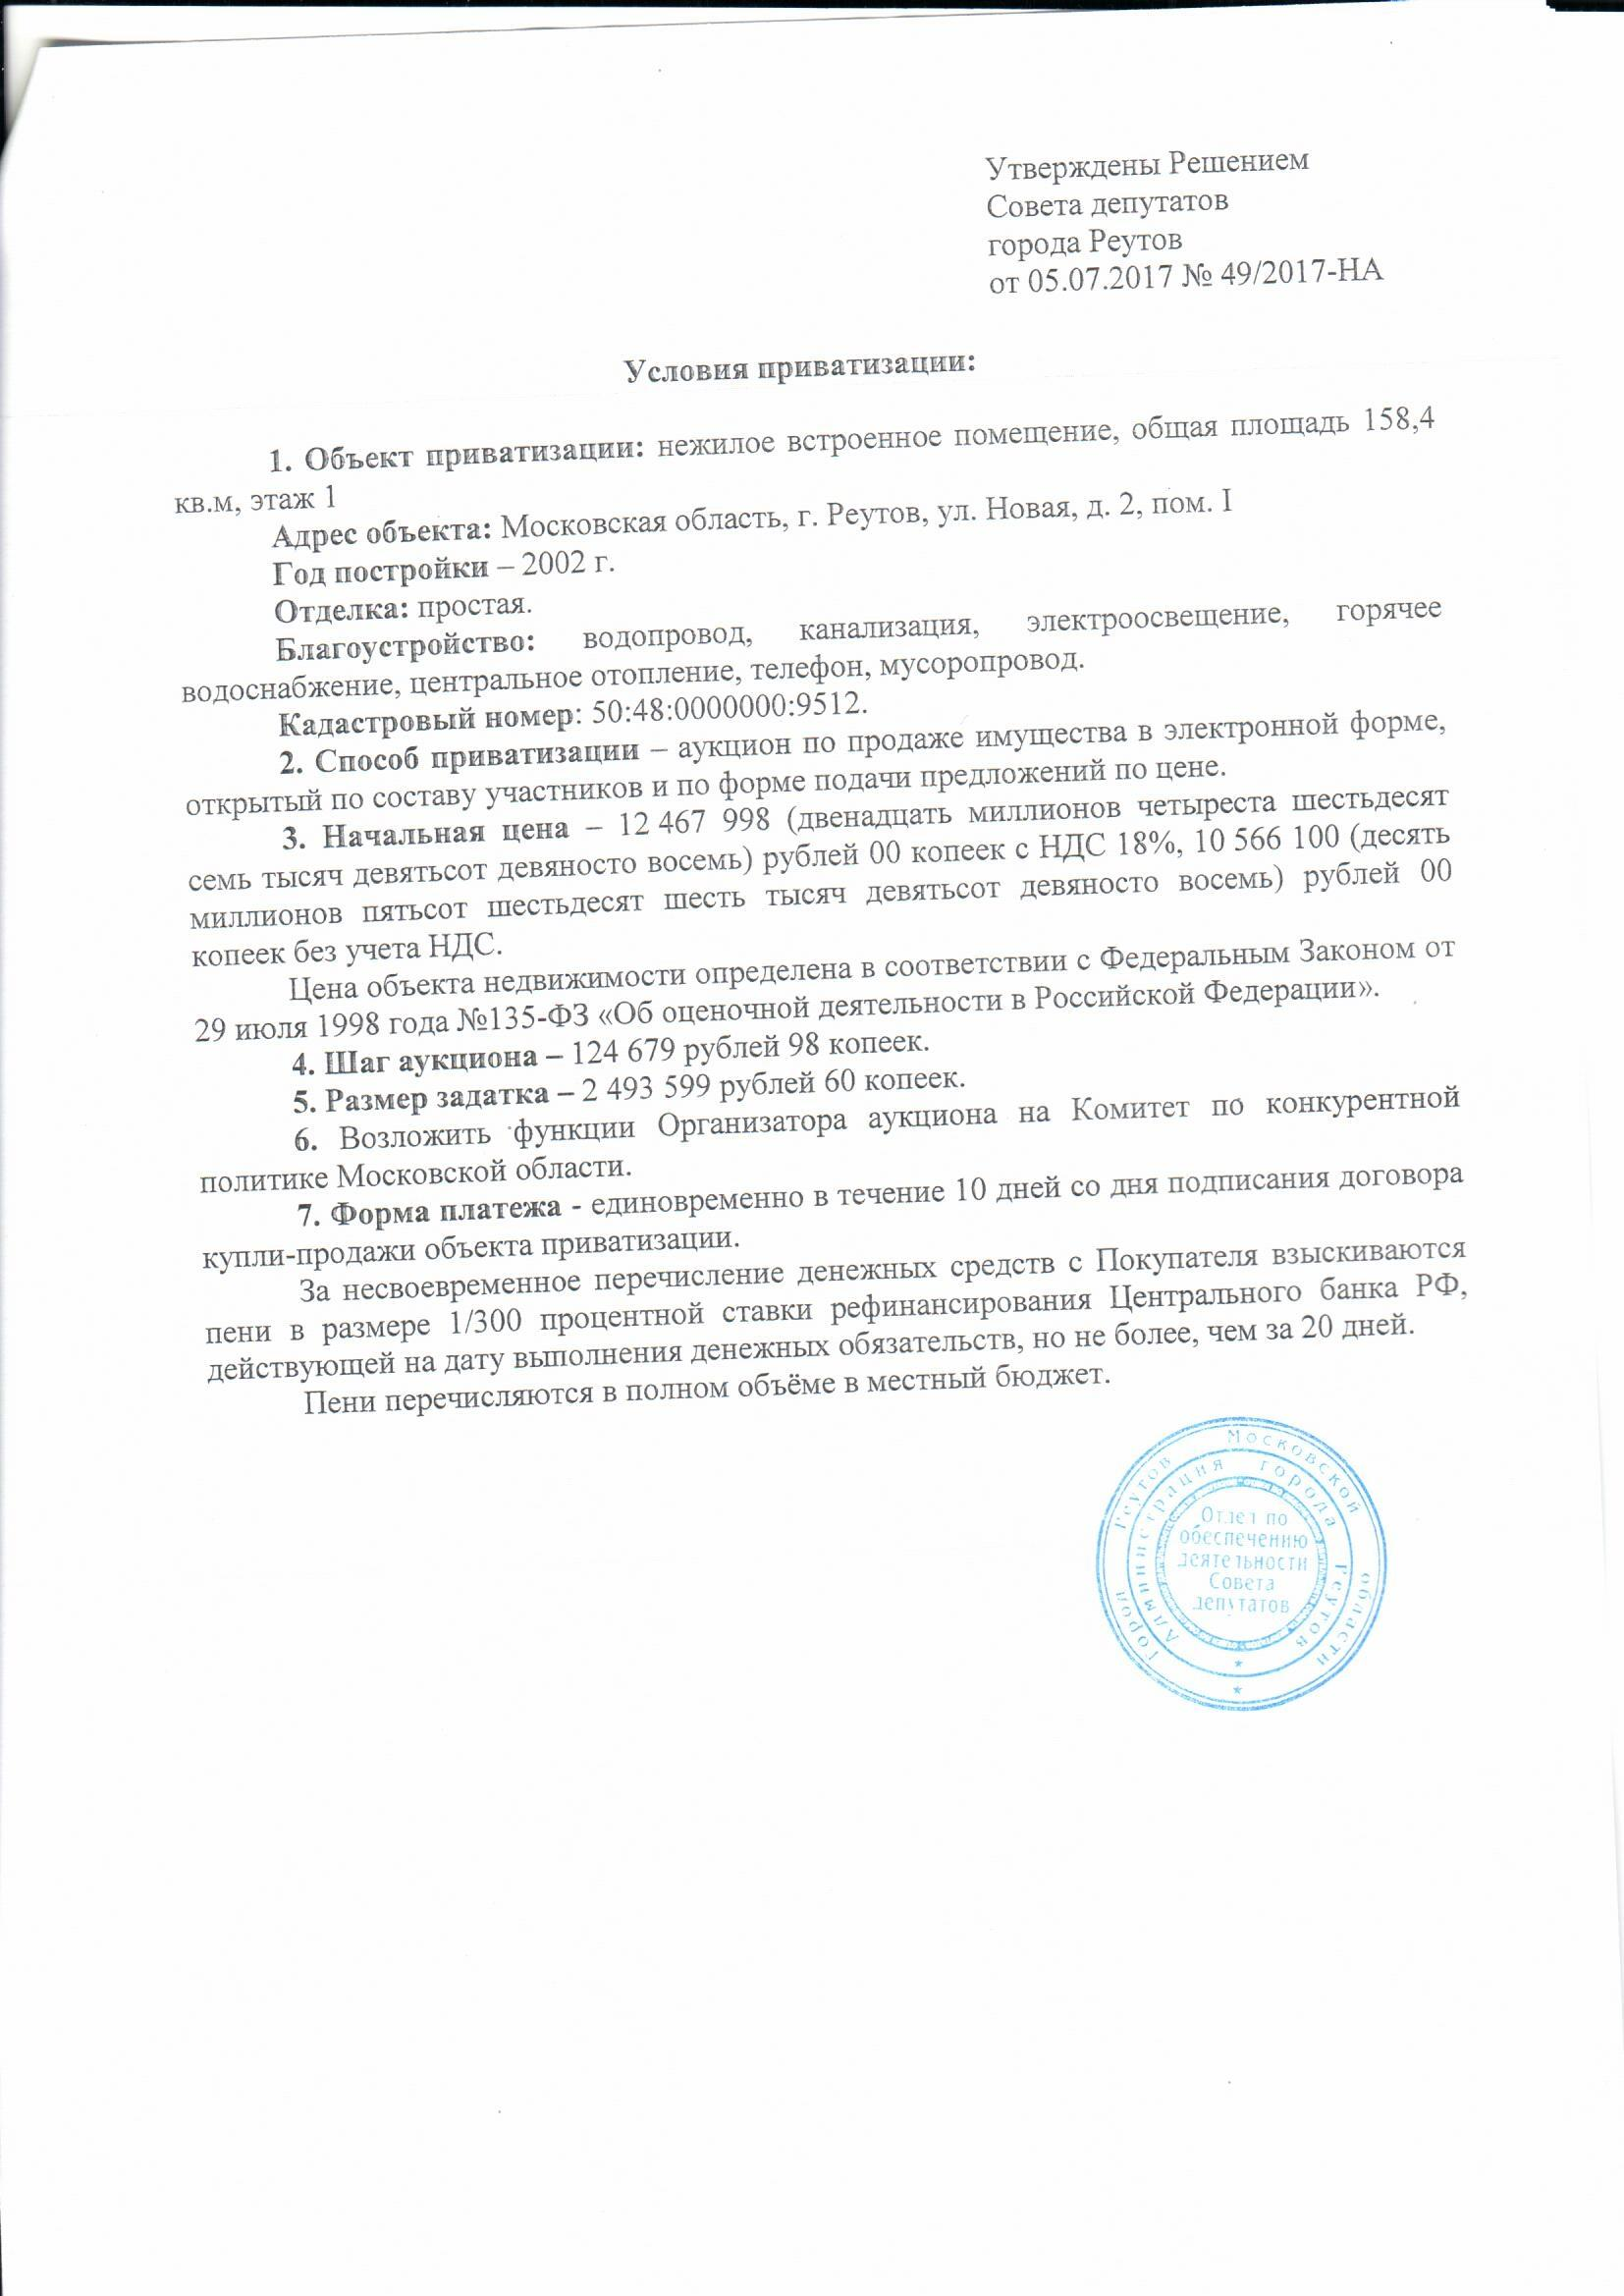 Утверждены Решением
Совета депутатов
города Реутов
от 05.07.2017 № 49/2017-НА
Условия приватизации:
1. Объект приватизации: нежилое встроенное помещение, общая площадь 158,4
кв.м, этаж 1
Адрес объекта: Московская область, г. Реутов, ул. Новая, д. 2, пом. I
Год постройки – 2002 г.
Отделка: простая.
Благоустройство: водопровод, канализация, электроосвещение, горячее
водоснабжение, центральное отопление, телефон, мусоропровод.
Кадастровый номер: 50:48:0000000:9512.
2. Способ приватизации – аукцион по продаже имущества в электронной форме,
открытый по составу участников и по форме подачи предложений по цене.
3. Начальная цена – 12 467 998 (двенадцать миллионов четыреста шестьдесят
семь тысяч девятьсот девяносто восемь) рублей 00 копеек с НДС 18%, 10 566 100 (десять
миллионов пятьсот шестьдесят шесть тысяч девятьсот девяносто восемь) рублей 00
копеек без учета НДС.
Цена объекта недвижимости определена в соответствии с Федеральным Законом от
29 июля 1998 года №135-ФЗ «Об оценочной деятельности в Российской Федерации».
4. Шаг аукциона – 124 679 рублей 98 копеек.
5. Размер задатка – 2 493 599 рублей 60 копеек.
6. Возложить функции Организатора аукциона на Комитет по конкурентной
политике Московской области.
7. Форма платежа - единовременно в течение 10 дней со дня подписания договора
купли-продажи объекта приватизации.
За несвоевременное перечисление денежных средств с Покупателя взыскиваются
пени в размере 1/300 процентной ставки рефинансирования Центрального банка РФ,
действующей на дату выполнения денежных обязательств, но не более, чем за 20 дней.
Пени перечисляются в полном объёме в местный бюджет.
Город Реутов Московской области
Администрация города Реутов
Отдел по
обеспечению
деятельности
Совета
депутатов